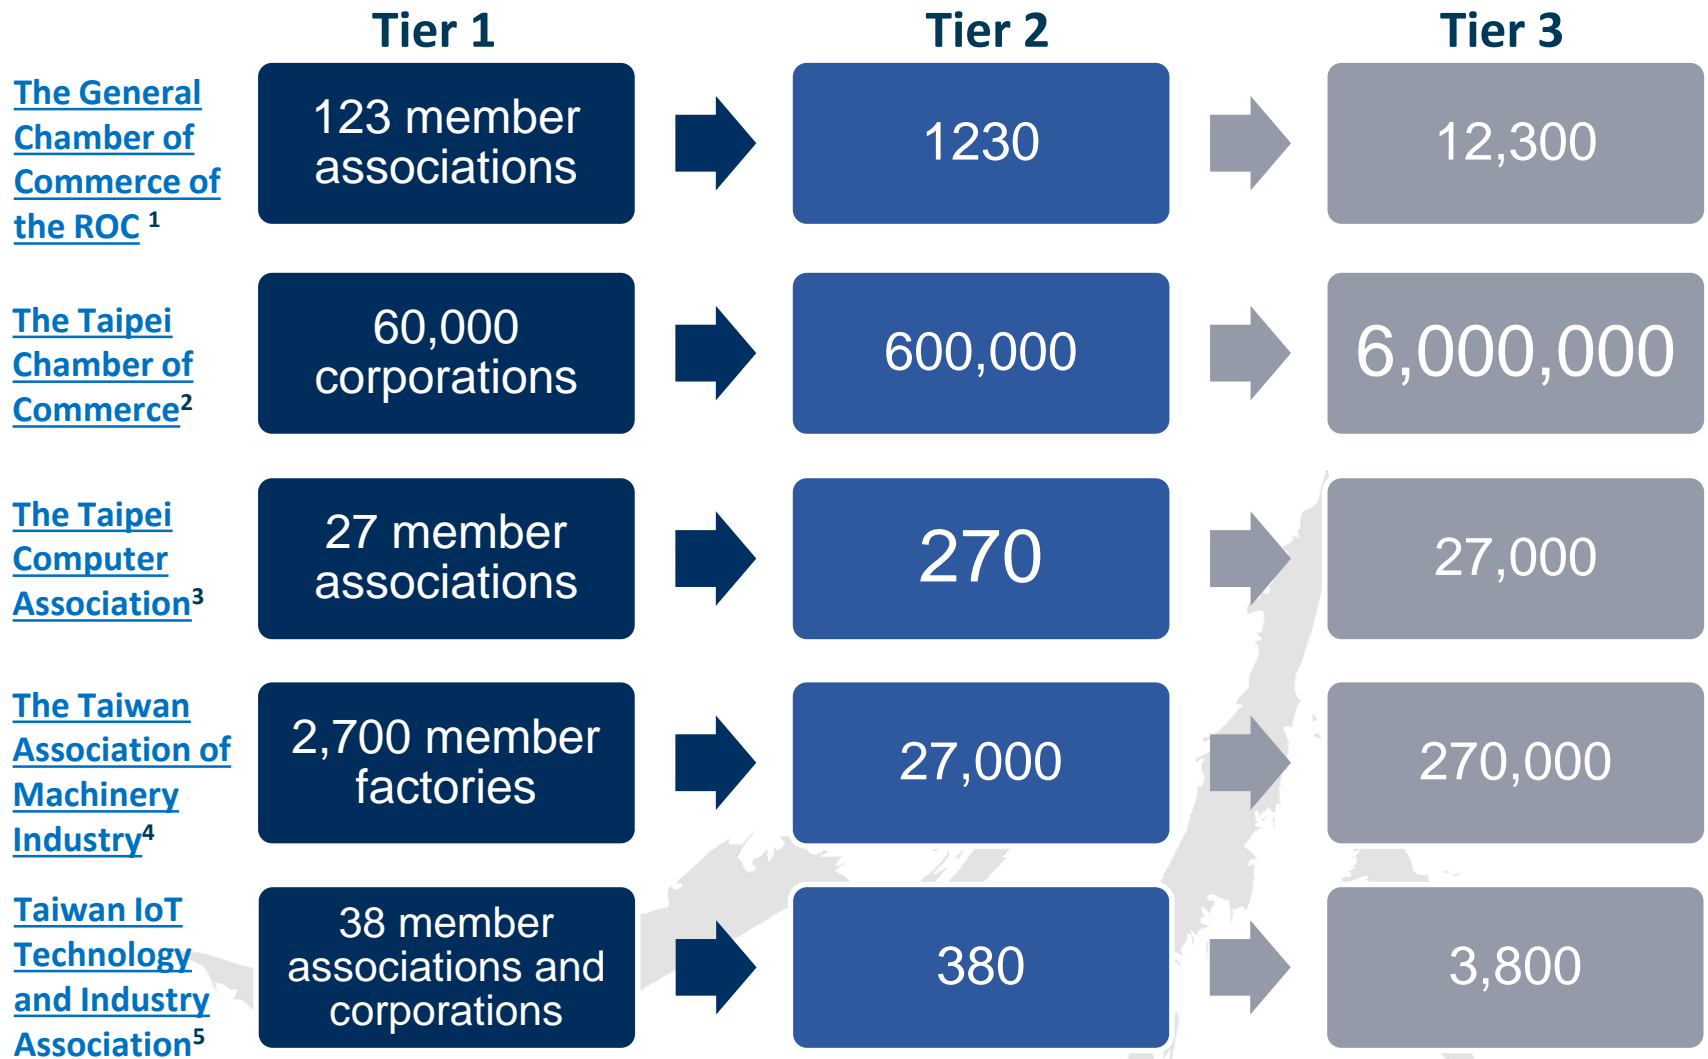 Tier 1
Tier 2
Tier 3
The General
Chamber of
Commerce of
the ROC 1
123 member
associations
1230
12,300
The Taipei
Chamber of
Commerce2
60,000
corporations
600,000
6,000,000
The Taipei
Computer
Association3
27 member
associations
270
27,000
The Taiwan
Association of
Machinery
Industry4
2,700 member
factories
27,000
270,000
Taiwan IoT
Technology
and Industry
Association5
38 member
associations and
corporations
380
3,800